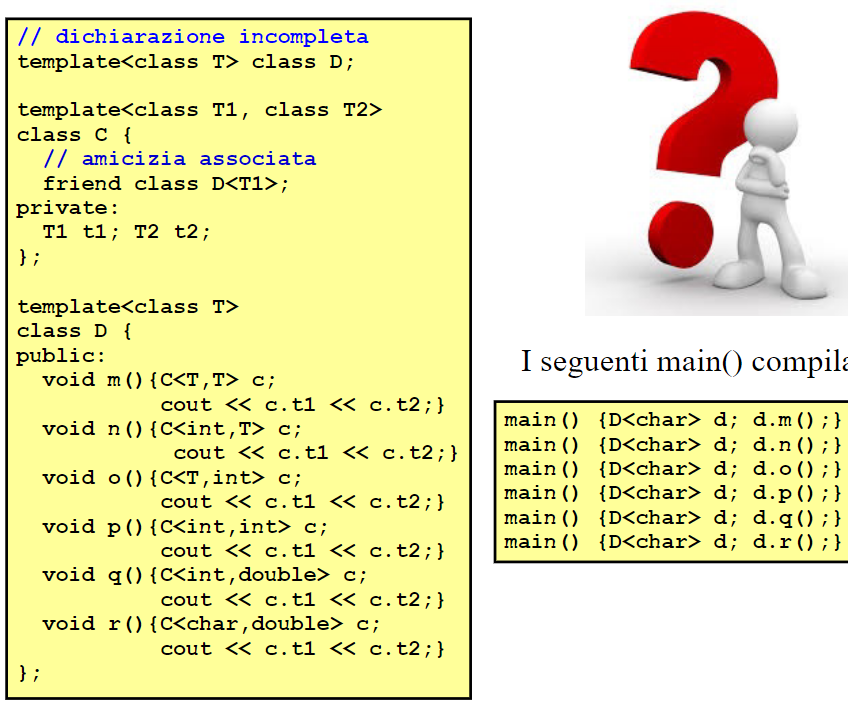 // dichiarazione incompleta
template<class T> class D;
template<class T1, class T2>
class C {
// amicizia associata
friend class D<T1>;
private:
T1 t1; T2 t2;
};
template<class T>
class D {
public:
void m(){C<T,T> c;
cout << c.t1 << c.t2;}
void n(){C<int,T> c;
cout << c.t1 << c.t2;}
void o(){C<T,int> c;
cout << c.t1 << c.t2;}
void p(){C<int,int> c;
cout << c.t1 << c.t2;}
void q(){C<int,double> c;
cout << c.t1 << c.t2;}
void r(){C<char,double> c;
cout << c.t1 << c.t2;}
};
I seguenti main()
main() {D<char> d; d.m();}
main() {D<char> d; d.n();}
main() {D<char> d; d.o();}
main() {D<char> d; d.p();}
main() {D<char> d; d.q();}
main() {D<char> d; d.r();}